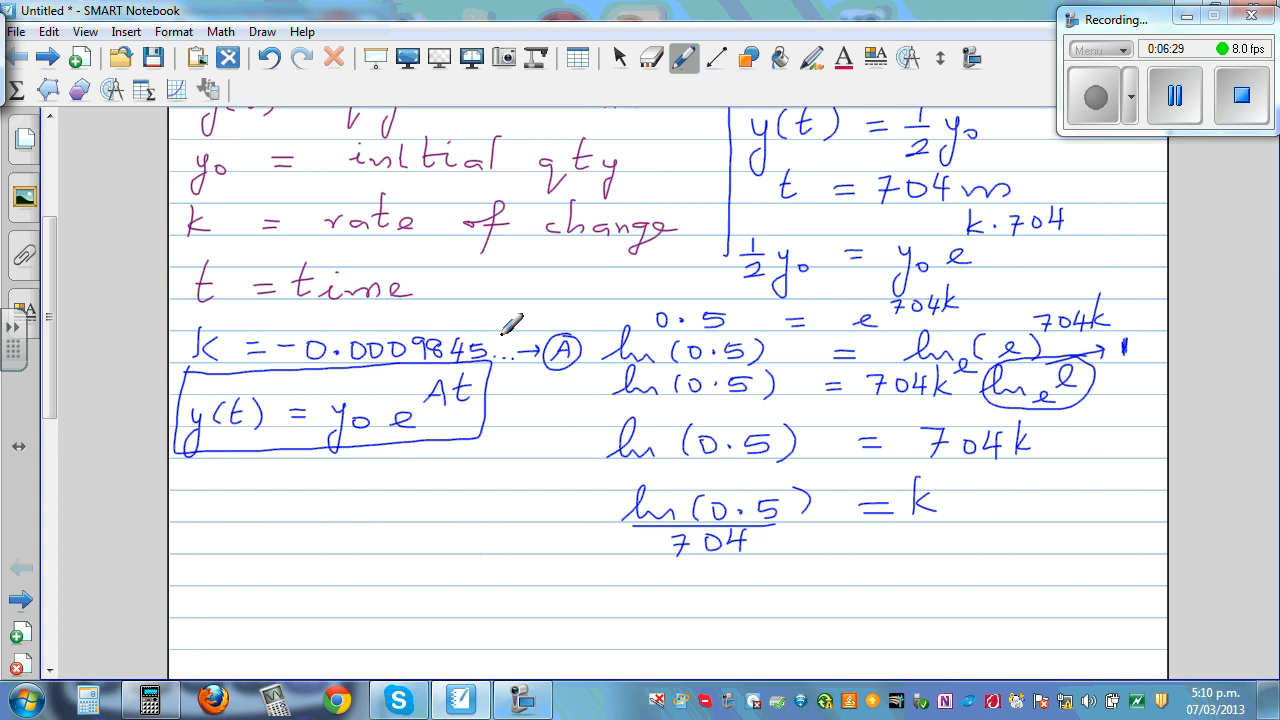 Untitled * - SMART Notebook
File Edit View Insert Format Math Draw Help
Recording...
Menu
0:06:29
8.0 fps
y₀ = initial qty
k = rate of change
t = time
k = -0.0009845... → Ⓐ
y(t) = y₀ e^{At}
y(t) = 1/2 y₀
t = 704 m
1/2 y₀ = y₀ e^{k·704}
0.5 = e^{704k}
ln(0.5) = lnₑ(e)^{704k}
ln(0.5) = 704k lnₑe
ln(0.5) = 704k
ln(0.5)/704 = k
5:10 p.m.
07/03/2013